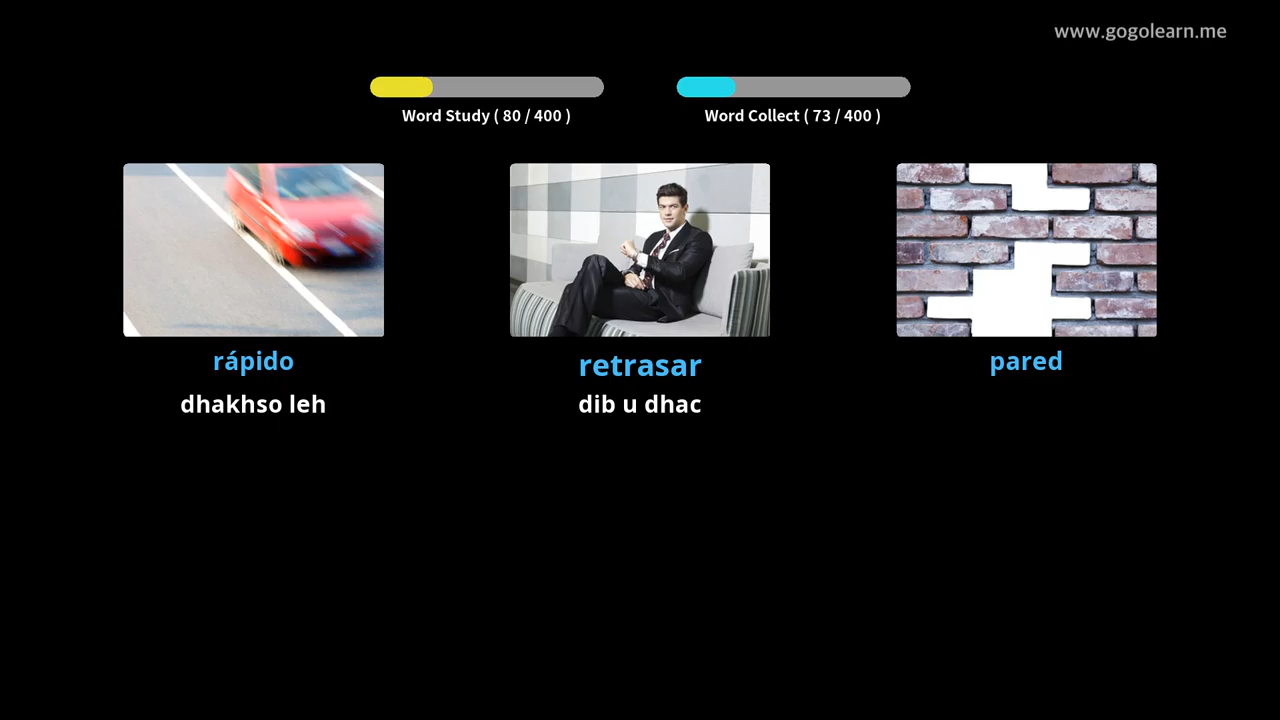 www.gogolearn.me
Word Study ( 80 / 400 )
Word Collect ( 73 / 400 )
rápido
retrasar
pared
dhakhso leh
dib u dhac